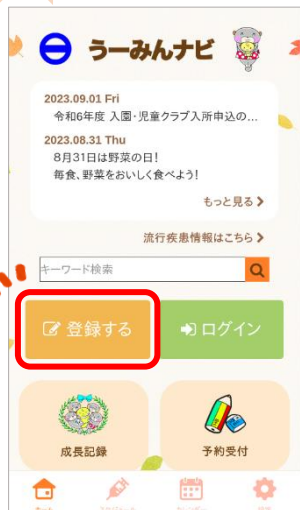 うーみんナビ
2023.09.01 Fri
令和6年度 入園・児童クラブ入所申込の...
2023.08.31 Thu
8月31日は野菜の日!
毎食、野菜をおいしく食べよう!
もっと見る
流行疾患情報はこちら
キーワード検索
登録する
ログイン
成長記録
予約受付